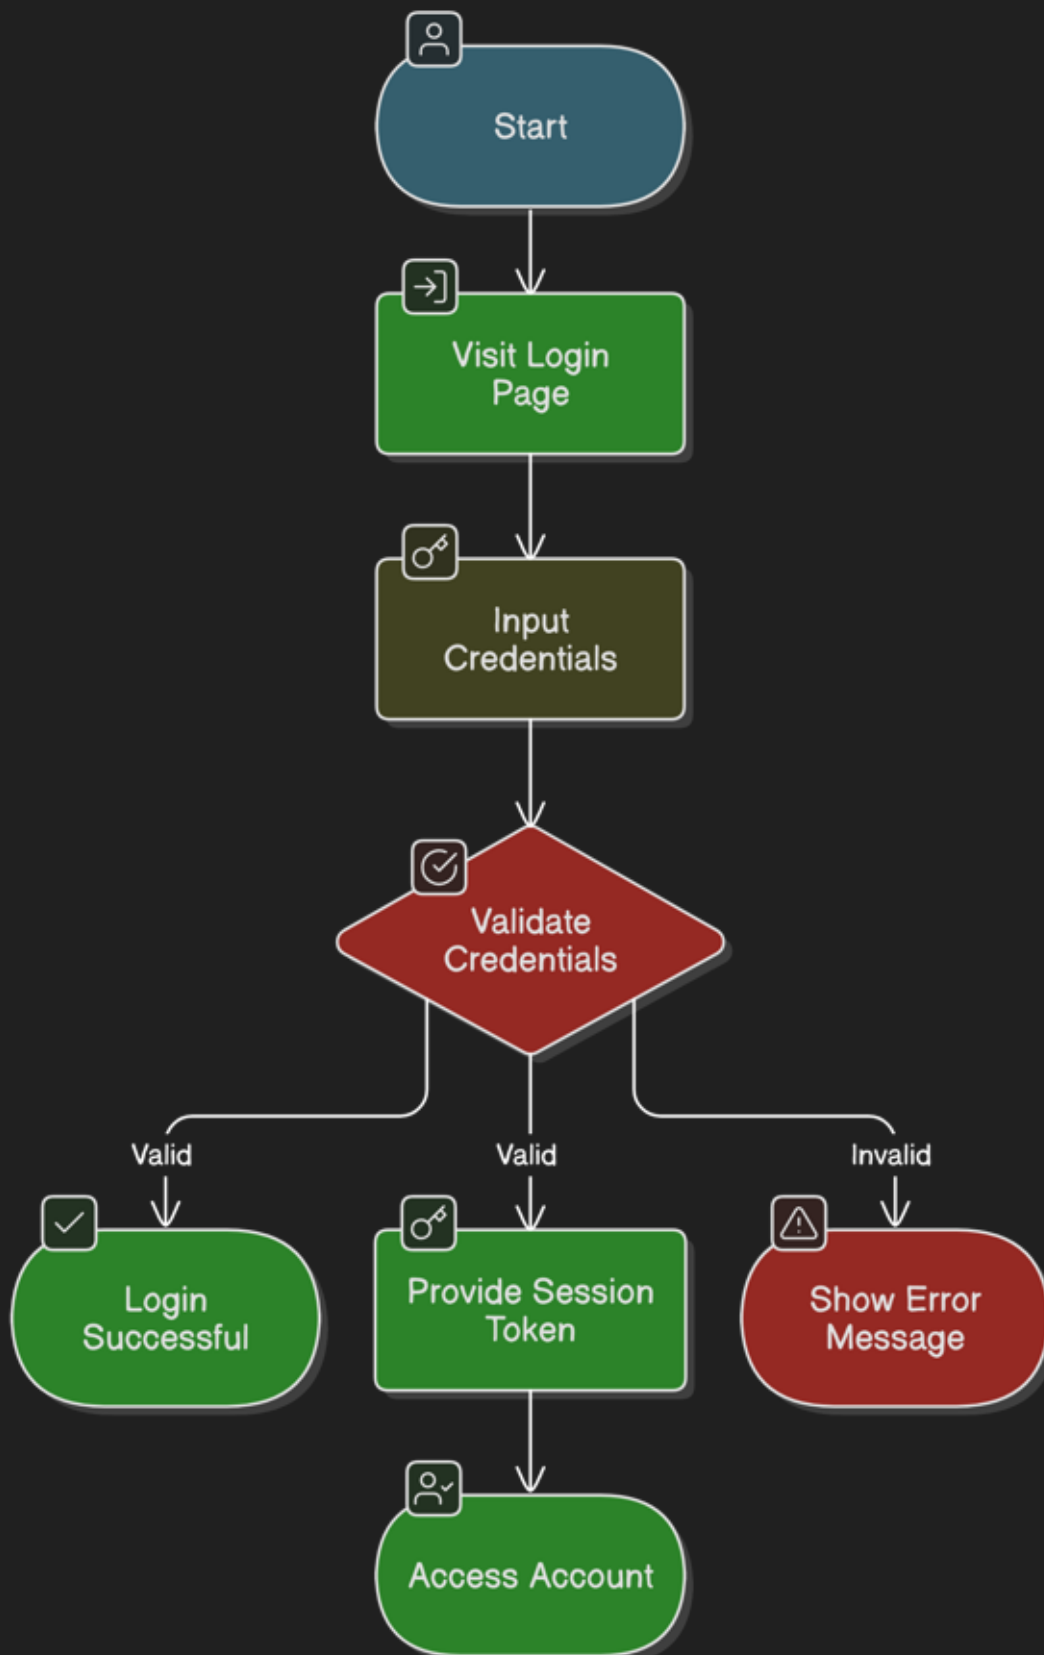 Start
Visit Login
Page
Input
Credentials
Validate
Credentials
Valid
Valid
Invalid
Login
Successful
Provide Session
Token
Show Error
Message
Access Account